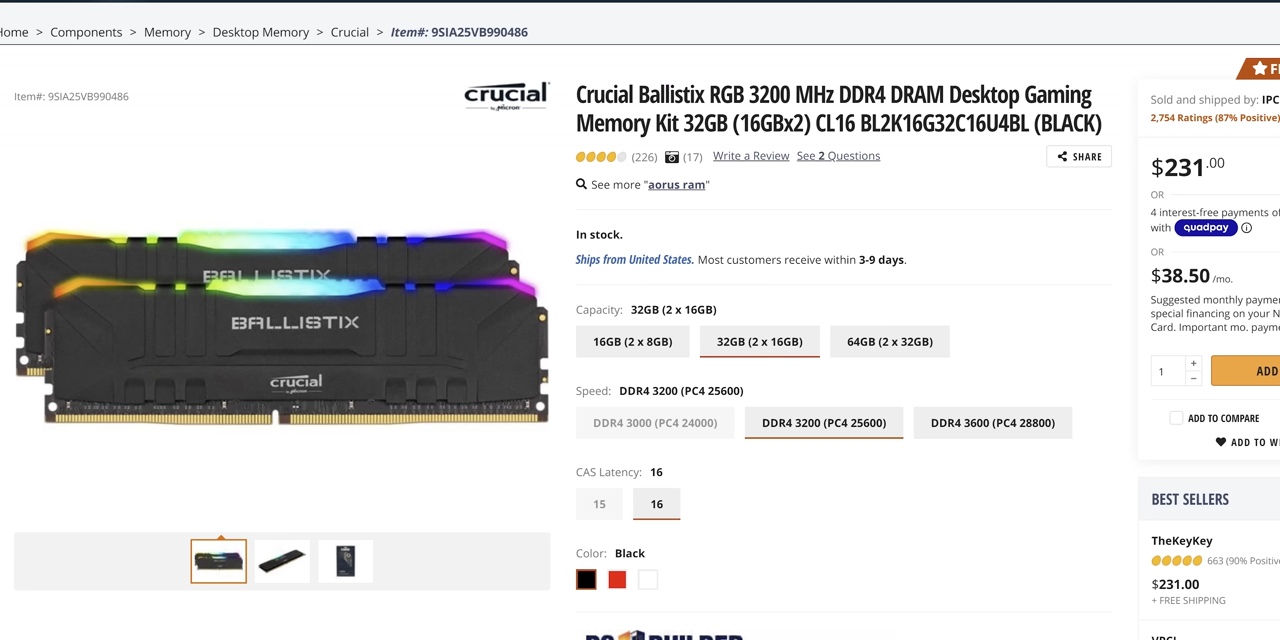 Home > Components > Memory > Desktop Memory > Crucial > Item#: 9SIA25VB990486
Item#: 9SIA25VB990486
crucial
by Micron
BALLISTIX
BALLISTIX
crucial
by Micron
Crucial Ballistix RGB 3200 MHz DDR4 DRAM Desktop Gaming
Memory Kit 32GB (16GBx2) CL16 BL2K16G32C16U4BL (BLACK)
(226) (17) Write a Review See 2 Questions
SHARE
See more "aorus ram"
In stock.
Ships from United States. Most customers receive within 3-9 days.
Capacity: 32GB (2 x 16GB)
16GB (2 x 8GB) 32GB (2 x 16GB) 64GB (2 x 32GB)
Speed: DDR4 3200 (PC4 25600)
DDR4 3000 (PC4 24000) DDR4 3200 (PC4 25600) DDR4 3600 (PC4 28800)
CAS Latency: 16
15 16
Color: Black
Sold and shipped by: IPC
2,754 Ratings (87% Positive)
$231.00
OR
4 interest-free payments of
with quadpay
OR
$38.50 /mo.
Suggested monthly payme
special financing on your N
Card. Important mo. payme
1 + −
ADD
ADD TO COMPARE
ADD TO WI
BEST SELLERS
TheKeyKey
663 (90% Positive
$231.00
+ FREE SHIPPING